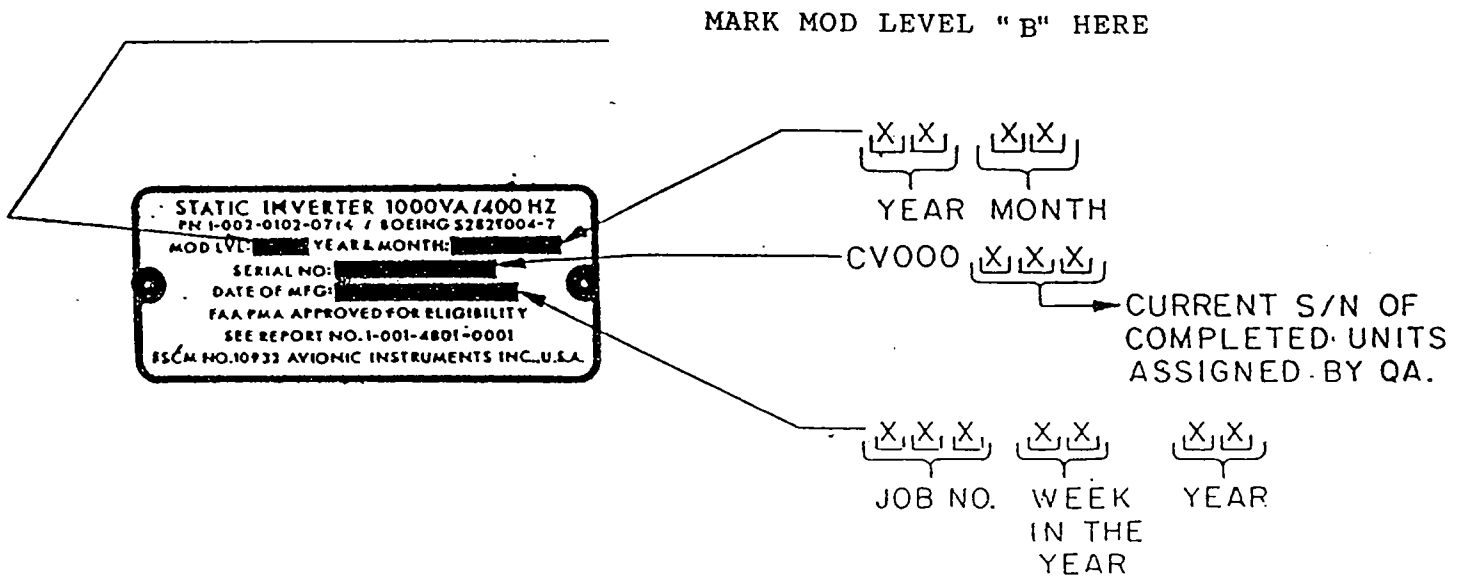 MARK MOD LEVEL "B" HERE
X X X X
YEAR MONTH
STATIC INVERTER 1000VA/400 HZ
PN 1-002-0102-0714 / BOEING S282T004-7
MOD LVL: YEAR & MONTH:
SERIAL NO:
DATE OF MFG:
FAA PMA APPROVED FOR ELIGIBILITY
SEE REPORT NO. 1-001-4801-0001
FSCM NO. 10933 AVIONIC INSTRUMENTS INC., U.S.A.
CV000 X X X
CURRENT S/N OF
COMPLETED UNITS
ASSIGNED BY QA.
X X X X X X X
JOB NO. WEEK YEAR
IN THE
YEAR